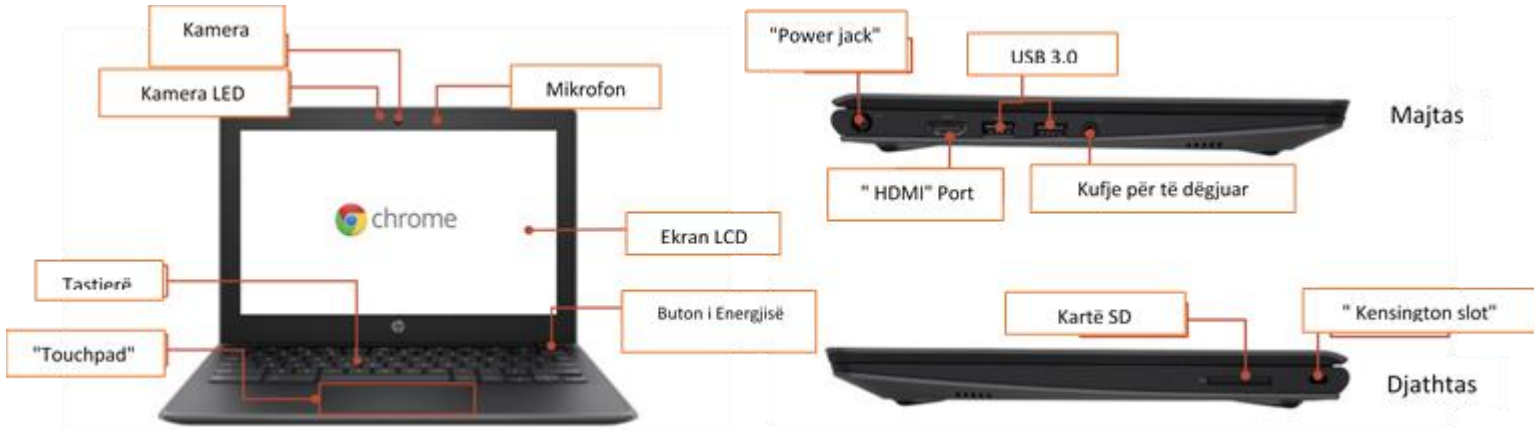 Kamera
Kamera LED
Mikrofon
chrome
Ekran LCD
Tastierë
Buton i Energjisë
"Touchpad"
"Power jack"
USB 3.0
Majtas
" HDMI" Port
Kufje për të dëgjuar
Kartë SD
" Kensington slot"
Djathtas